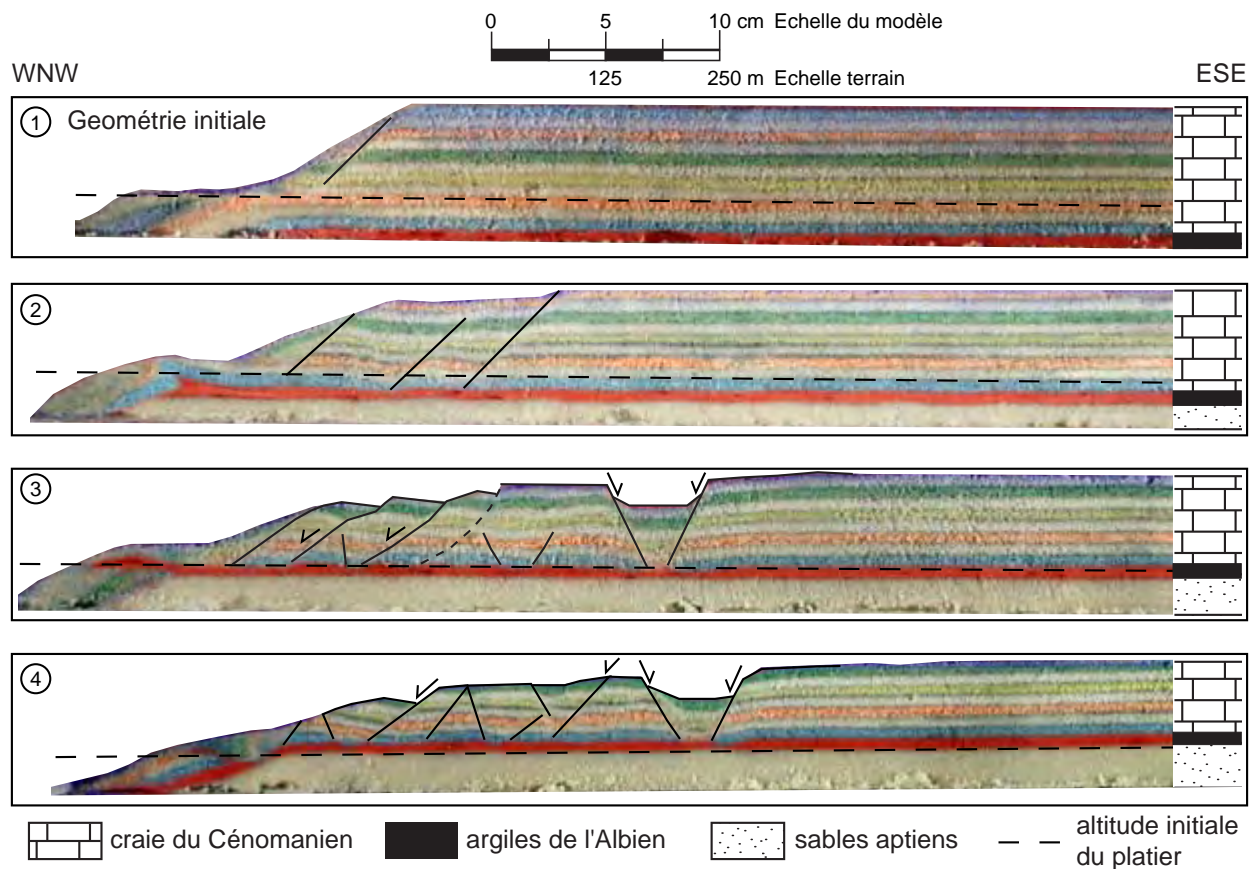 0 5 10 cm Echelle du modèle
125 250 m Echelle terrain
WNW ESE
1 Geométrie initiale
2
3
4
craie du Cénomanien argiles de l'Albien sables aptiens altitude initiale
du platier